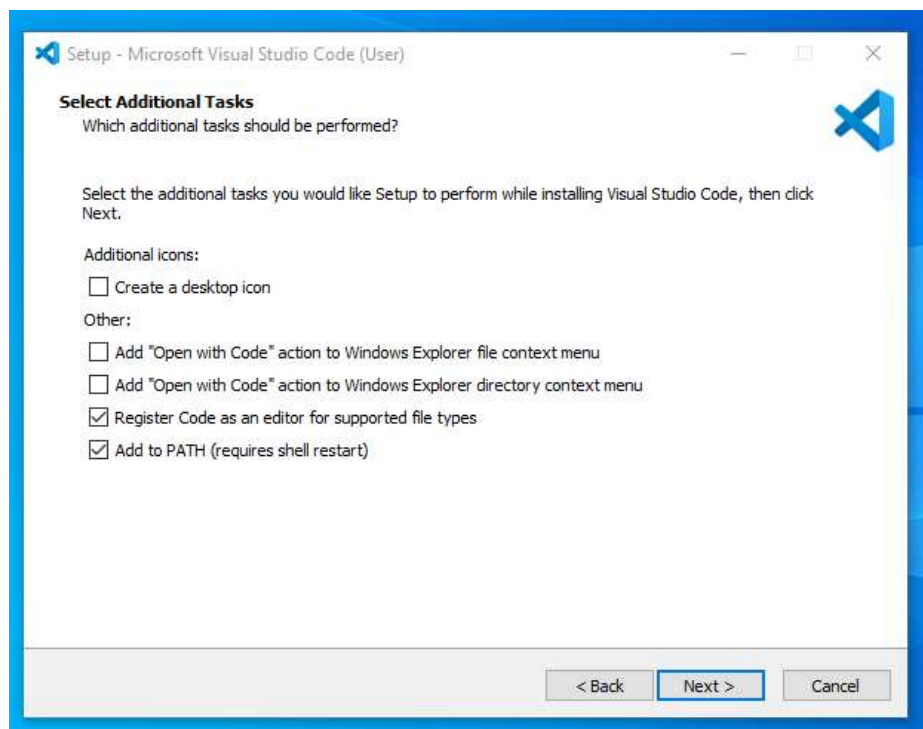 Setup - Microsoft Visual Studio Code (User)
Select Additional Tasks
Which additional tasks should be performed?
Select the additional tasks you would like Setup to perform while installing Visual Studio Code, then click
Next.
Additional icons:
Create a desktop icon
Other:
Add "Open with Code" action to Windows Explorer file context menu
Add "Open with Code" action to Windows Explorer directory context menu
Register Code as an editor for supported file types
Add to PATH (requires shell restart)
< Back Next > Cancel